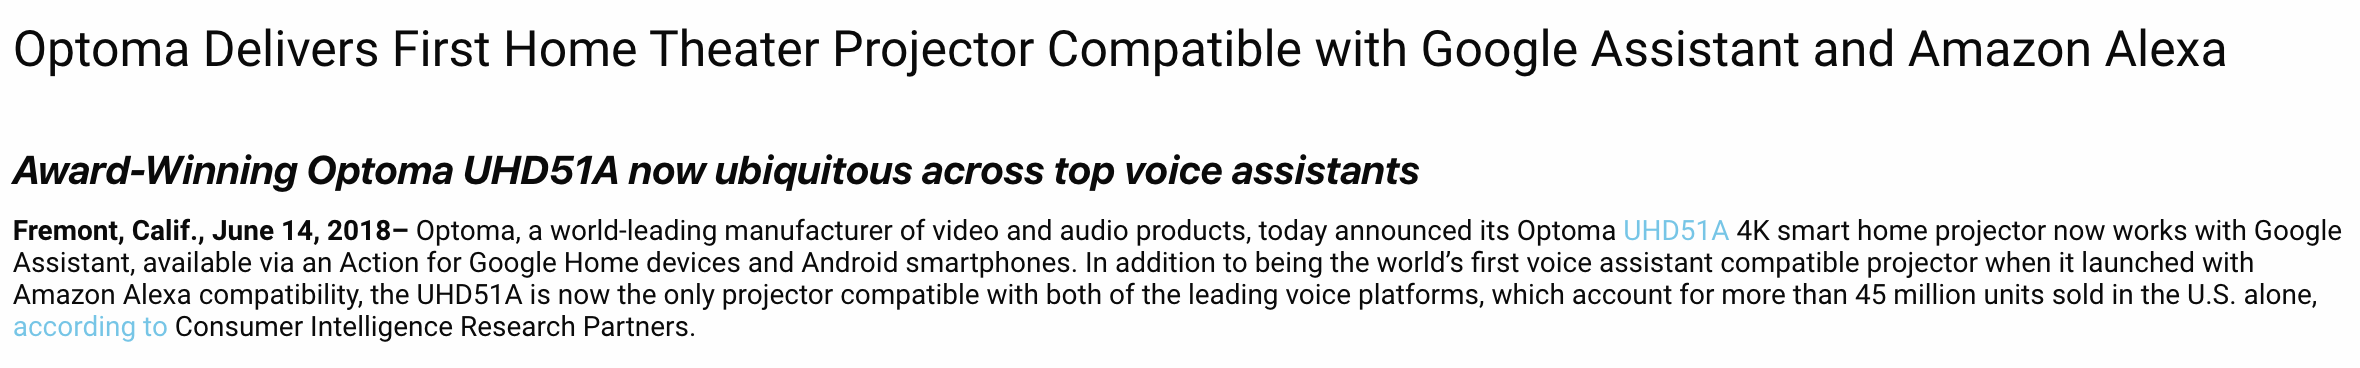 Optoma Delivers First Home Theater Projector Compatible with Google Assistant and Amazon Alexa
Award-Winning Optoma UHD51A now ubiquitous across top voice assistants
Fremont, Calif., June 14, 2018– Optoma, a world-leading manufacturer of video and audio products, today announced its Optoma UHD51A 4K smart home projector now works with Google
Assistant, available via an Action for Google Home devices and Android smartphones. In addition to being the world’s first voice assistant compatible projector when it launched with
Amazon Alexa compatibility, the UHD51A is now the only projector compatible with both of the leading voice platforms, which account for more than 45 million units sold in the U.S. alone,
according to Consumer Intelligence Research Partners.